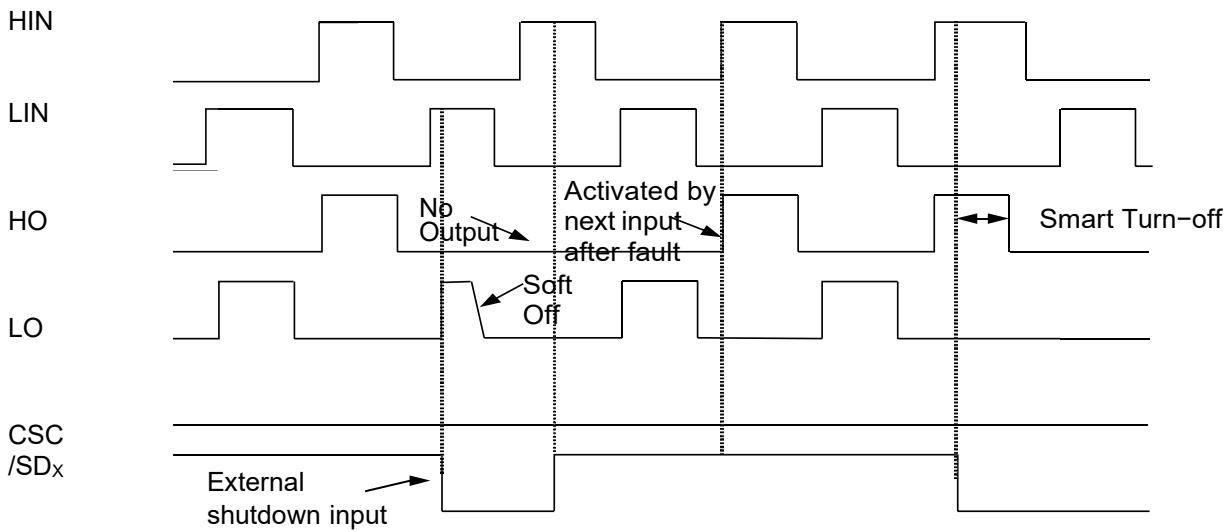 HIN
LIN
HO
No
Output
Activated by
next input
after fault
Smart Turn−off
Soft
Off
LO
CSC
/SDX
External
shutdown input